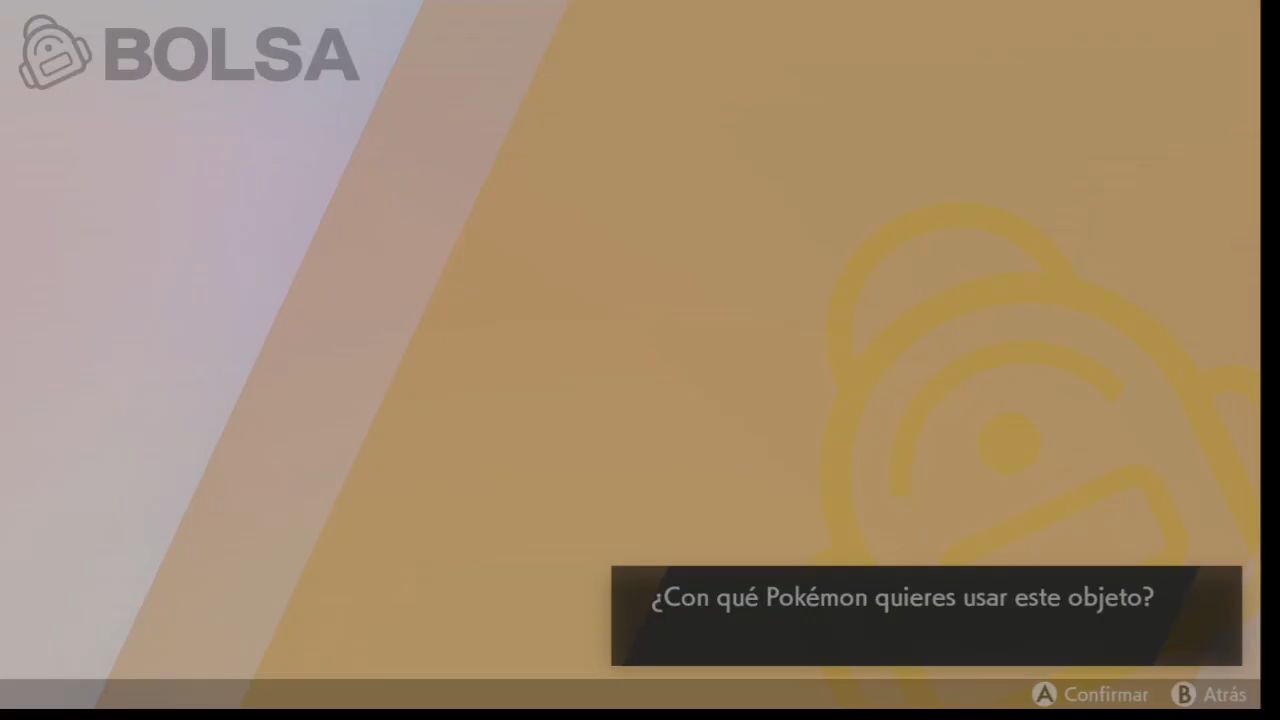 BOLSA
¿Con qué Pokémon quieres usar este objeto?
A Confirmar B Atrás